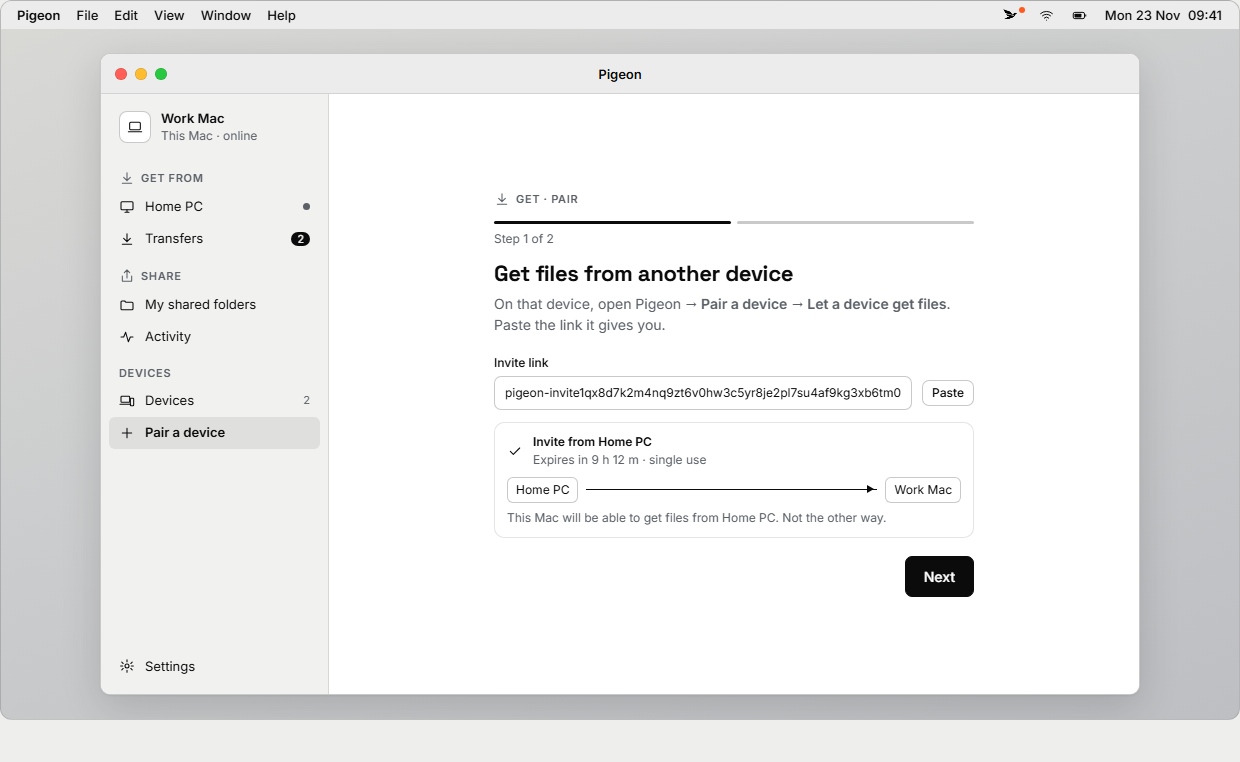 Pigeon File Edit View Window Help Mon 23 Nov 09:41
Pigeon
Work Mac
This Mac · online
GET FROM
Home PC
Transfers 2
SHARE
My shared folders
Activity
DEVICES
Devices 2
Pair a device
Settings
GET · PAIR
Step 1 of 2
Get files from another device
On that device, open Pigeon → Pair a device → Let a device get files.
Paste the link it gives you.
Invite link
pigeon-invite1qx8d7k2m4nq9zt6v0hw3c5yr8je2pl7su4af9kg3xb6tm0 Paste
Invite from Home PC
Expires in 9 h 12 m · single use
Home PC Work Mac
This Mac will be able to get files from Home PC. Not the other way.
Next